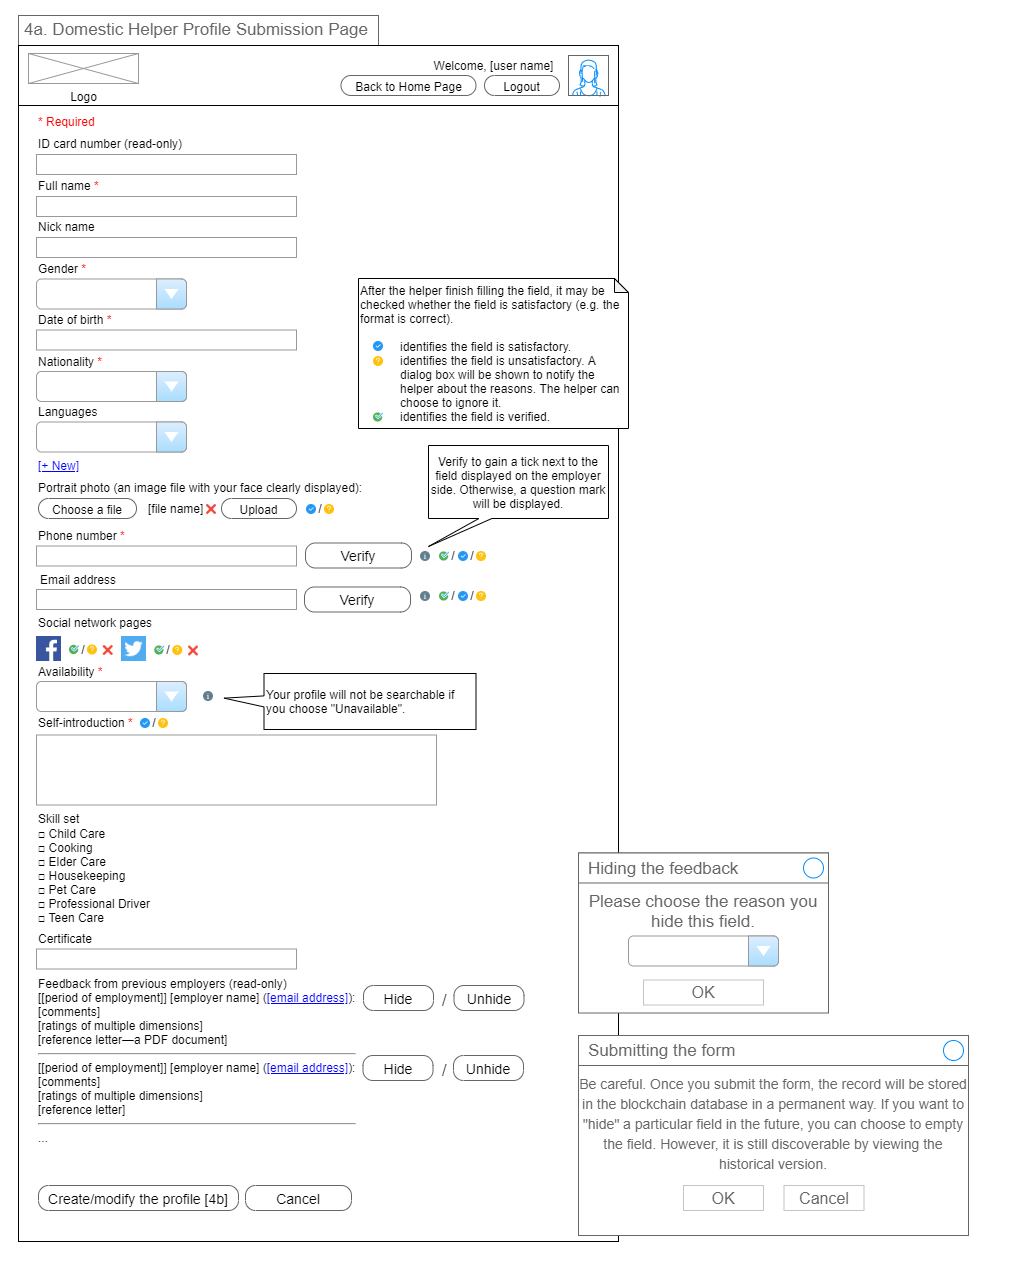 4a. Domestic Helper Profile Submission Page
Welcome, [user name]
Back to Home Page
Logout
Logo
* Required
ID card number (read-only)
Full name *
Nick name
Gender *
Date of birth *
Nationality *
Languages
[+ New]
After the helper finish filling the field, it may be
checked whether the field is satisfactory (e.g. the
format is correct).
identifies the field is satisfactory.
identifies the field is unsatisfactory. A
dialog box will be shown to notify the
helper about the reasons. The helper can
choose to ignore it.
identifies the field is verified.
Verify to gain a tick next to the
field displayed on the employer
side. Otherwise, a question mark
will be displayed.
Portrait photo (an image file with your face clearly displayed):
Choose a file
[file name]
Upload
/
Phone number *
Verify
/ /
Email address
Verify
/ /
Social network pages
/ /
Availability *
Your profile will not be searchable if
you choose "Unavailable".
Self-introduction * /
Skill set
□ Child Care
□ Cooking
□ Elder Care
□ Housekeeping
□ Pet Care
□ Professional Driver
□ Teen Care
Certificate
Feedback from previous employers (read-only)
[[period of employment]] [employer name] ([email address]):
Hide / Unhide
[comments]
[ratings of multiple dimensions]
[reference letter—a PDF document]
[[period of employment]] [employer name] ([email address]):
Hide / Unhide
[comments]
[ratings of multiple dimensions]
[reference letter]
...
Create/modify the profile [4b]
Cancel
Hiding the feedback
Please choose the reason you
hide this field.
OK
Submitting the form
Be careful. Once you submit the form, the record will be stored
in the blockchain database in a permanent way. If you want to
"hide" a particular field in the future, you can choose to empty
the field. However, it is still discoverable by viewing the
historical version.
OK
Cancel